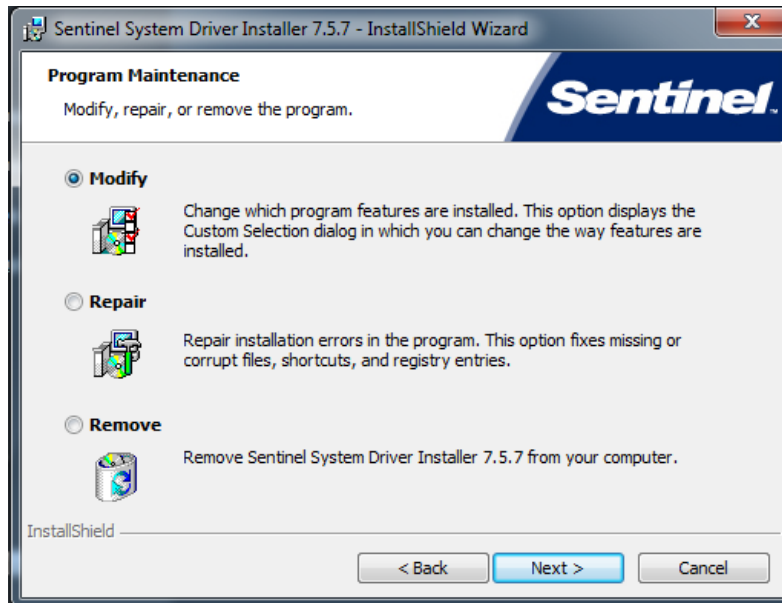 Sentinel System Driver Installer 7.5.7 - InstallShield Wizard
Program Maintenance
Modify, repair, or remove the program.
Sentinel.
Modify
Change which program features are installed. This option displays the
Custom Selection dialog in which you can change the way features are
installed.
Repair
Repair installation errors in the program. This option fixes missing or
corrupt files, shortcuts, and registry entries.
Remove
Remove Sentinel System Driver Installer 7.5.7 from your computer.
InstallShield
< Back Next > Cancel